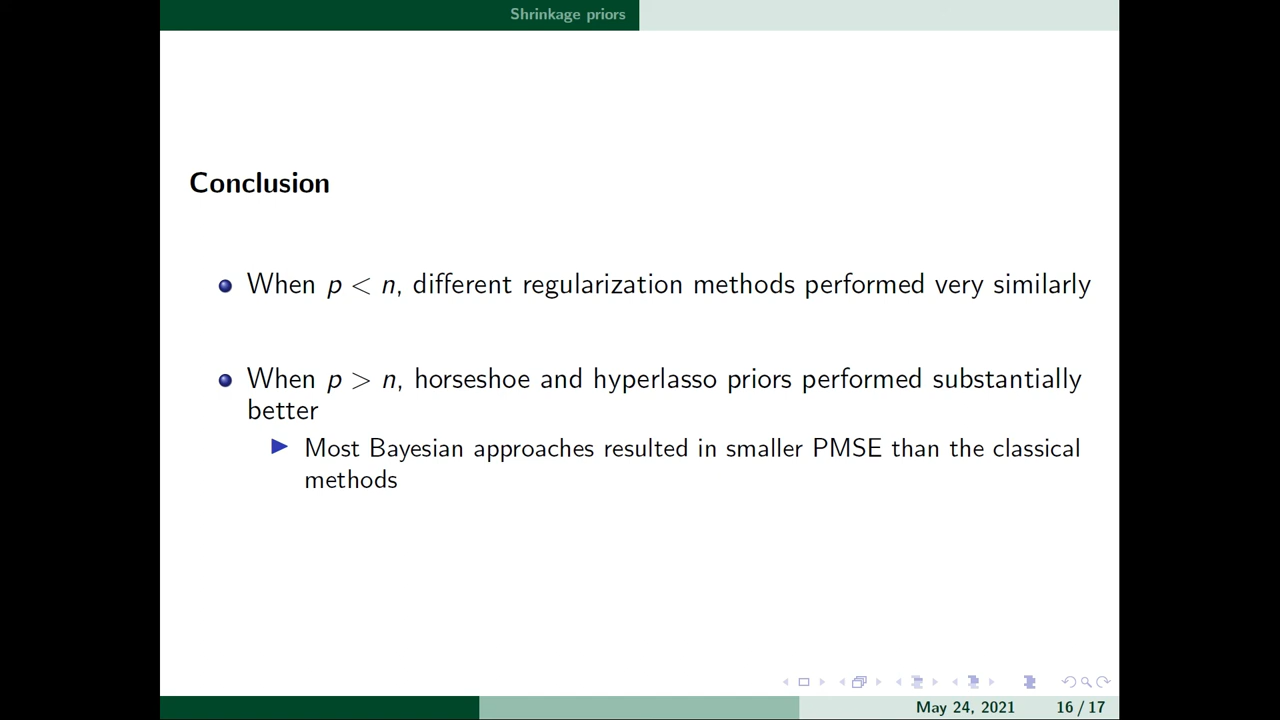 Shrinkage priors
Conclusion
When p < n, different regularization methods performed very similarly
When p > n, horseshoe and hyperlasso priors performed substantially
better
Most Bayesian approaches resulted in smaller PMSE than the classical
methods
May 24, 2021 16 / 17